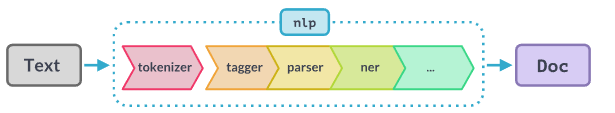 nlp
Text
tokenizer
tagger
parser
ner
...
Doc